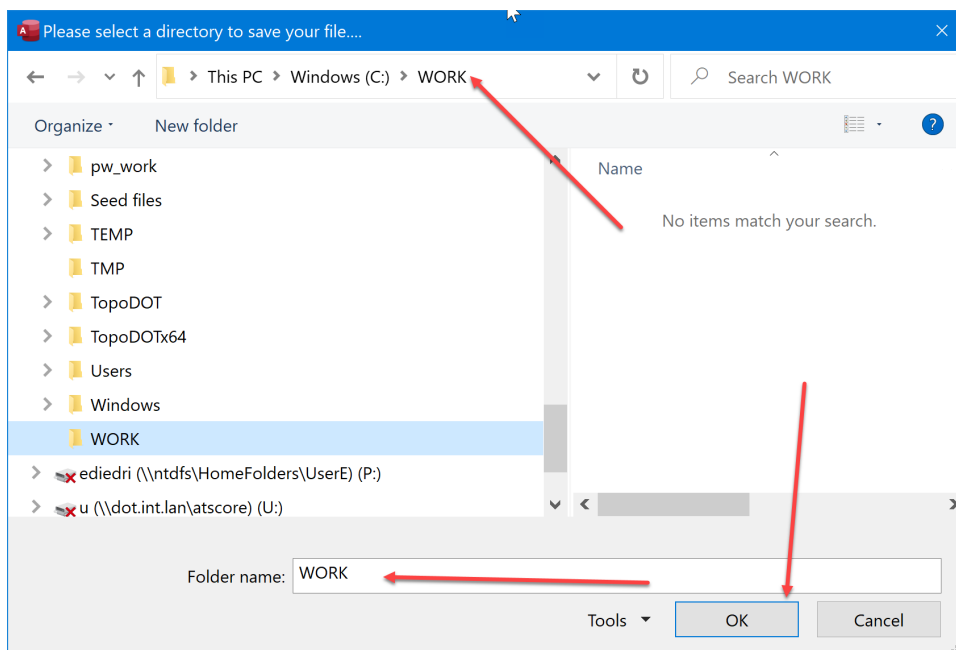 A Please select a directory to save your file....
This PC > Windows (C:) > WORK
Search WORK
Organize
New folder
?
pw_work
Seed files
TEMP
TMP
TopoDOT
TopoDOTx64
Users
Windows
WORK
ediedri (\\ntdfs\HomeFolders\UserE) (P:)
u (\\dot.int.lan\atscore) (U:)
Name
No items match your search.
Folder name: WORK
Tools
OK
Cancel